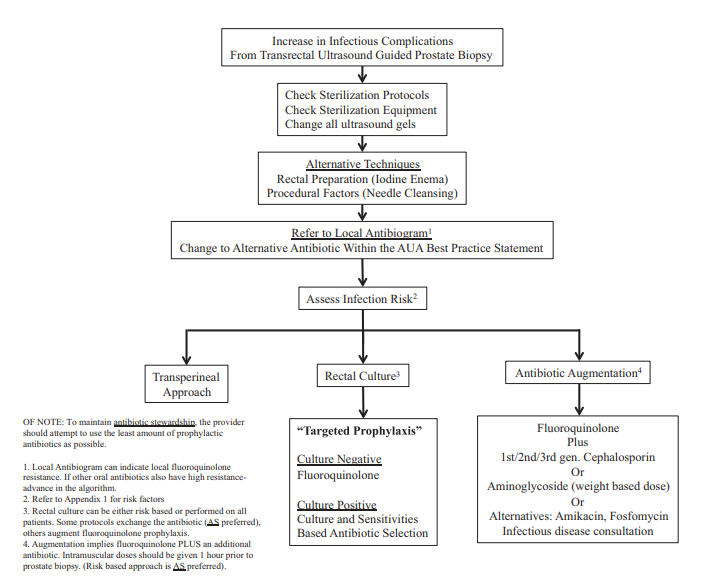 Increase in Infectious Complications
From Transrectal Ultrasound Guided Prostate Biopsy
Check Sterilization Protocols
Check Sterilization Equipment
Change all ultrasound gels
Alternative Techniques
Rectal Preparation (Iodine Enema)
Procedural Factors (Needle Cleansing)
Refer to Local Antibiogram1
Change to Alternative Antibiotic Within the AUA Best Practice Statement
Assess Infection Risk2
Transperineal
Approach
Rectal Culture3
Antibiotic Augmentation4
“Targeted Prophylaxis”
Culture Negative
Fluoroquinolone
Culture Positive
Culture and Sensitivities
Based Antibiotic Selection
Fluoroquinolone
Plus
1st/2nd/3rd gen. Cephalosporin
Or
Aminoglycoside (weight based dose)
Or
Alternatives: Amikacin, Fosfomycin
Infectious disease consultation
OF NOTE: To maintain antibiotic stewardship, the provider
should attempt to use the least amount of prophylactic
antibiotics as possible.
1. Local Antibiogram can indicate local fluoroquinolone
resistance. If other oral antibiotics also have high resistance-
advance in the algorithm.
2. Refer to Appendix 1 for risk factors
3. Rectal culture can be either risk based or performed on all
patients. Some protocols exchange the antibiotic (AS preferred),
others augment fluoroquinolone prophylaxis.
4. Augmentation implies fluoroquinolone PLUS an additional
antibiotic. Intramuscular doses should be given 1 hour prior to
prostate biopsy. (Risk based approach is AS preferred).